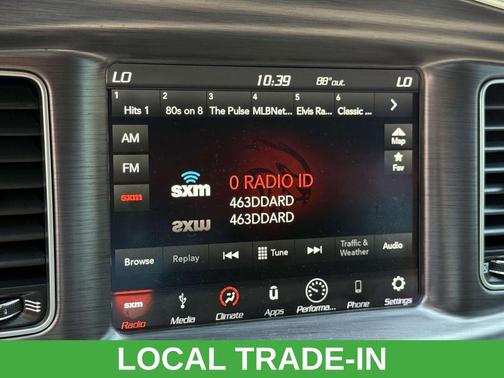 LO 10:39 88° out. LO
1 2 3 4 5 6
Hits 1 80s on 8 The Pulse MLBNet... Elvis Ra... Classic ...
AM
Map
FM
Fav
sxm
sxm
0 RADIO ID
463DDARD
463DDARD
Browse Replay Tune Traffic & Weather Audio
sxm
Radio Media Climate Apps Performa... Phone Settings
LOCAL TRADE-IN